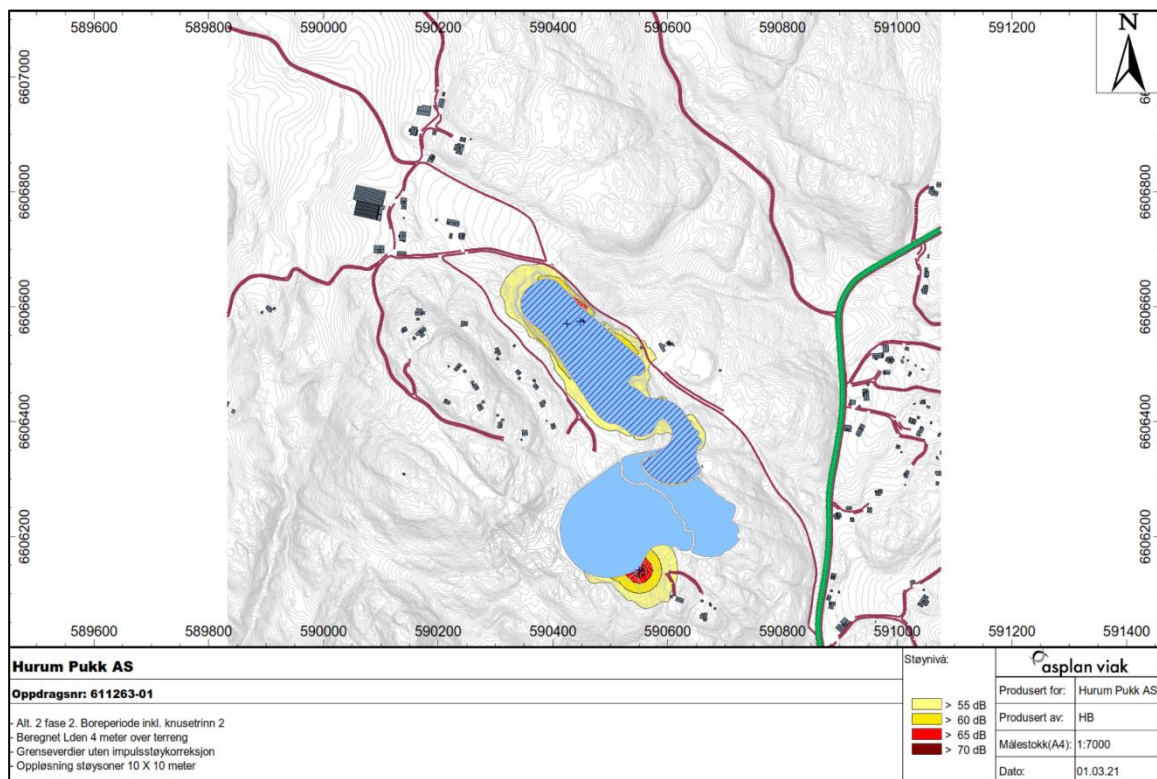 589600 589800 590000 590200 590400 590600 590800 591000 591200
N
6607000
6606800 6606800
6606600 6606600
6606400 6606400
6606200 6606200
589600 589800 590000 590200 590400 590600 590800 591000 591200 591400
Hurum Pukk AS
Oppdragsnr: 611263-01
- Alt. 2 fase 2. Boreperiode inkl. knusetrinn 2
- Beregnet Lden 4 meter over terreng
- Grenseverdier uten impulsstøykorreksjon
- Oppløsning støysoner 10 X 10 meter
Støynivå:
> 55 dB
> 60 dB
> 65 dB
> 70 dB
asplan viak
Produsert for: Hurum Pukk AS
Produsert av: HB
Målestokk(A4): 1:7000
Dato: 01.03.21